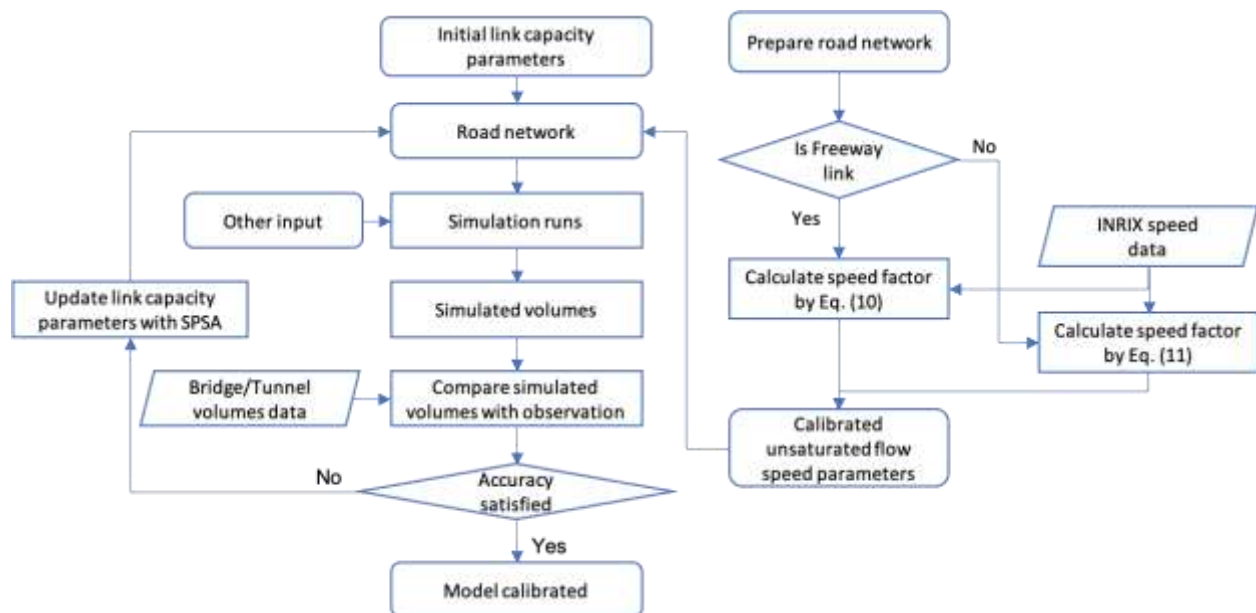 Initial link capacity
parameters
Prepare road network
Road network
Is Freeway
link
No
Other input
Simulation runs
Yes
INRIX speed
data
Update link capacity
parameters with SPSA
Simulated volumes
Calculate speed factor
by Eq. (10)
Calculate speed factor
by Eq. (11)
Bridge/Tunnel
volumes data
Compare simulated
volumes with observation
Calibrated
unsaturated flow
speed parameters
No
Accuracy
satisfied
Yes
Model calibrated